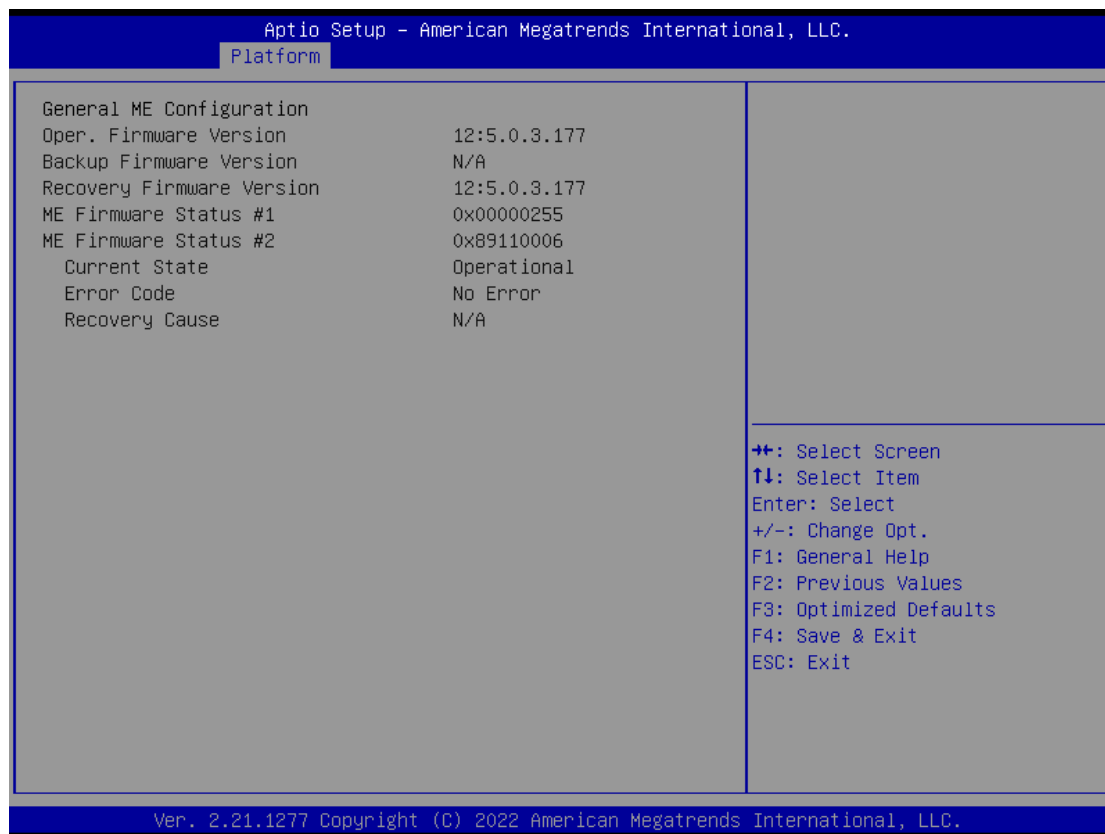 Aptio Setup – American Megatrends International, LLC.
Platform
General ME Configuration
Oper. Firmware Version 12:5.0.3.177
Backup Firmware Version N/A
Recovery Firmware Version 12:5.0.3.177
ME Firmware Status #1 0x00000255
ME Firmware Status #2 0x89110006
Current State Operational
Error Code No Error
Recovery Cause N/A
→←: Select Screen
↑↓: Select Item
Enter: Select
+/-: Change Opt.
F1: General Help
F2: Previous Values
F3: Optimized Defaults
F4: Save & Exit
ESC: Exit
Ver. 2.21.1277 Copyright (C) 2022 American Megatrends International, LLC.